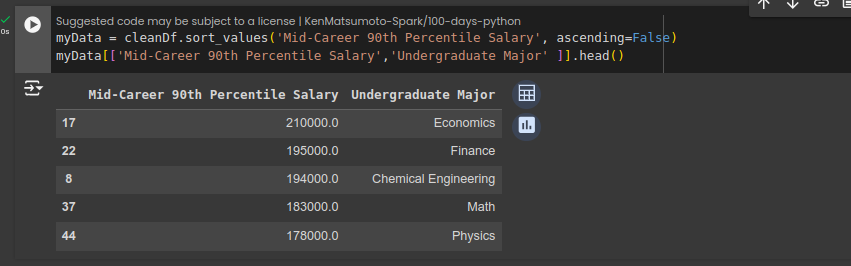 Suggested code may be subject to a license | KenMatsumoto-Spark/100-days-python
myData = cleanDf.sort_values('Mid-Career 90th Percentile Salary', ascending=False)
myData[['Mid-Career 90th Percentile Salary','Undergraduate Major' ]].head()
0s
Mid-Career 90th Percentile Salary Undergraduate Major
17 210000.0 Economics
22 195000.0 Finance
8 194000.0 Chemical Engineering
37 183000.0 Math
44 178000.0 Physics